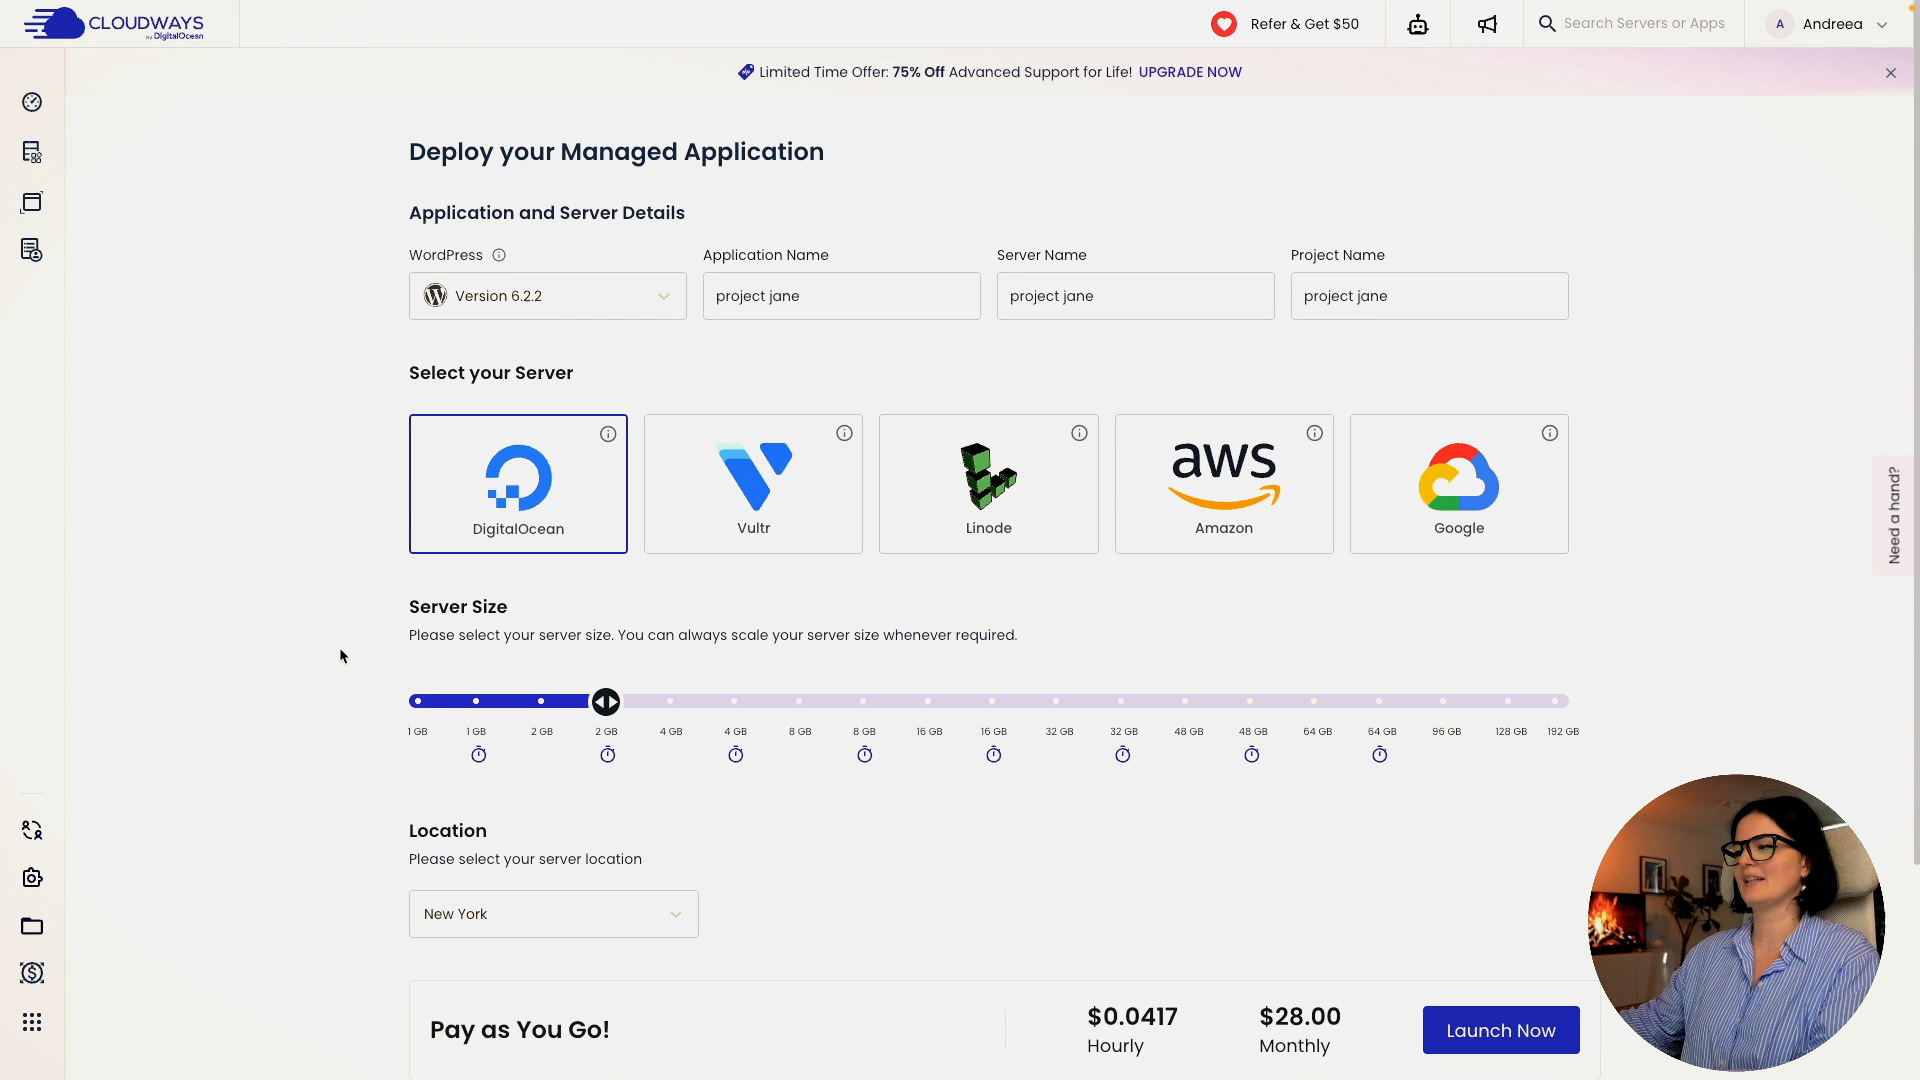 CLOUDWAYS
by DigitalOcean
Refer & Get $50
Search Servers or Apps
A
Andreea
Limited Time Offer: 75% Off Advanced Support for Life! UPGRADE NOW
Deploy your Managed Application
Application and Server Details
WordPress
Application Name
Server Name
Project Name
Version 6.2.2
project jane
project jane
project jane
Select your Server
DigitalOcean
Vultr
Linode
aws
Amazon
Google
Need a hand?
Server Size
Please select your server size. You can always scale your server size whenever required.
1 GB
1 GB
2 GB
2 GB
4 GB
4 GB
8 GB
8 GB
16 GB
16 GB
32 GB
32 GB
48 GB
48 GB
64 GB
64 GB
96 GB
128 GB
192 GB
Location
Please select your server location
New York
Pay as You Go!
$0.0417
Hourly
$28.00
Monthly
Launch Now